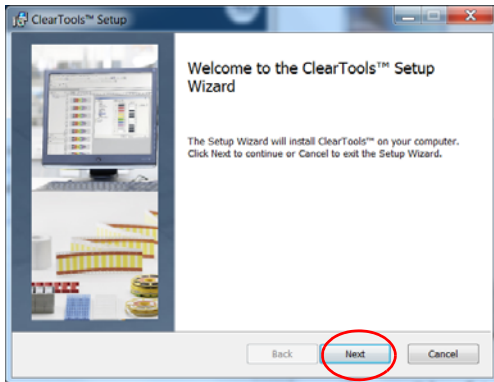 ClearTools™ Setup
Welcome to the ClearTools™ Setup
Wizard
The Setup Wizard will install ClearTools™ on your computer.
Click Next to continue or Cancel to exit the Setup Wizard.
Back
Next
Cancel